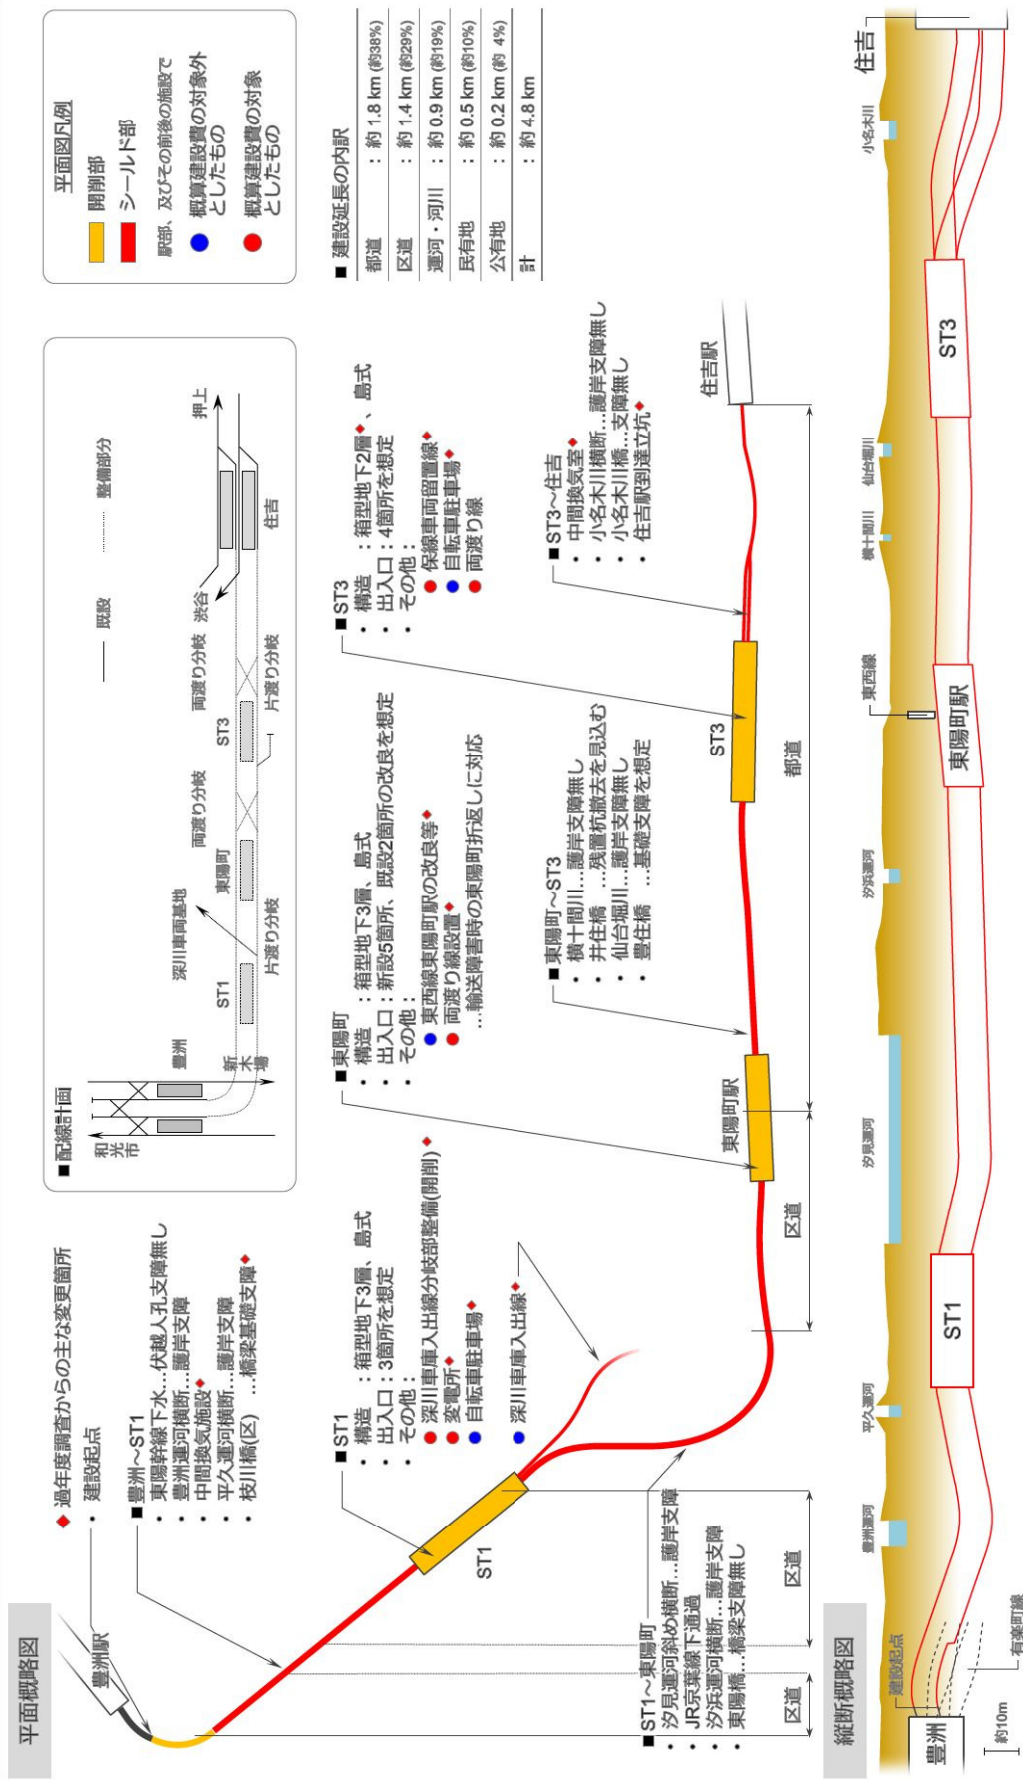 平面概略図
◆ 過年度調査からの主な変更箇所
・ 建設起点
豊洲駅
■ 豊洲～ST1
・ 東陽幹線下水…伏越人孔支障無し
・ 豊洲運河横断…護岸支障
・ 中間換気施設◆
・ 平久運河横断…護岸支障
・ 枝川橋(区) …橋梁基礎支障◆
■ ST1
・ 構造 : 箱型地下3層、島式
・ 出入口 : 3箇所を想定
・ その他 :
● 深川車庫入出線分岐部整備(開削)◆
● 変電所◆
● 自転車駐車場◆
● 深川車庫入出線◆
ST1
■ ST1～東陽町
・ 汐見運河斜め横断…護岸支障
・ JR京葉線下通過
・ 汐浜運河横断…護岸支障
・ 東陽橋…橋梁支障無し
区道
区道
区道
都道
■ 配線計画
既設
整備部分
和光市
豊洲
新木場
深川車両基地
ST1
片渡り分岐
東陽町
両渡り分岐
ST3
片渡り分岐
両渡り分岐
渋谷
押上
住吉
■ 東陽町
・ 構造 : 箱型地下3層、島式
・ 出入口 : 新設5箇所、既設2箇所の改良を想定
・ その他 :
● 東西線東陽町駅の改良等◆
● 両渡り線設置◆
…輸送障害時の東陽町折返しに対応
東陽町駅
■ 東陽町～ST3
・ 横十間川…護岸支障無し
・ 井住橋 …残置杭撤去を見込む
・ 仙台堀川…護岸支障無し
・ 豊住橋 …基礎支障を想定
■ ST3
・ 構造 : 箱型地下2層◆、島式
・ 出入口 : 4箇所を想定
・ その他 :
● 保線車両留置線◆
● 自転車駐車場◆
● 両渡り線
ST3
■ ST3～住吉
・ 中間換気室◆
・ 小名木川横断…護岸支障無し
・ 小名木川橋…支障無し
・ 住吉駅到達立坑◆
住吉駅
平面図凡例
開削部
シールド部
駅部、及びその前後の施設で
● 概算建設費の対象外
としたもの
● 概算建設費の対象
としたもの
■ 建設延長の内訳
都道 : 約 1.8 km (約38%)
区道 : 約 1.4 km (約29%)
運河・河川 : 約 0.9 km (約19%)
民有地 : 約 0.5 km (約10%)
公有地 : 約 0.2 km (約 4%)
計 : 約 4.8 km
縦断概略図
建設起点
豊洲
約10m
有楽町線
豊洲運河
平久運河
ST1
汐見運河
汐浜運河
東西線
東陽町駅
横十間川
仙台堀川
ST3
小名木川
住吉